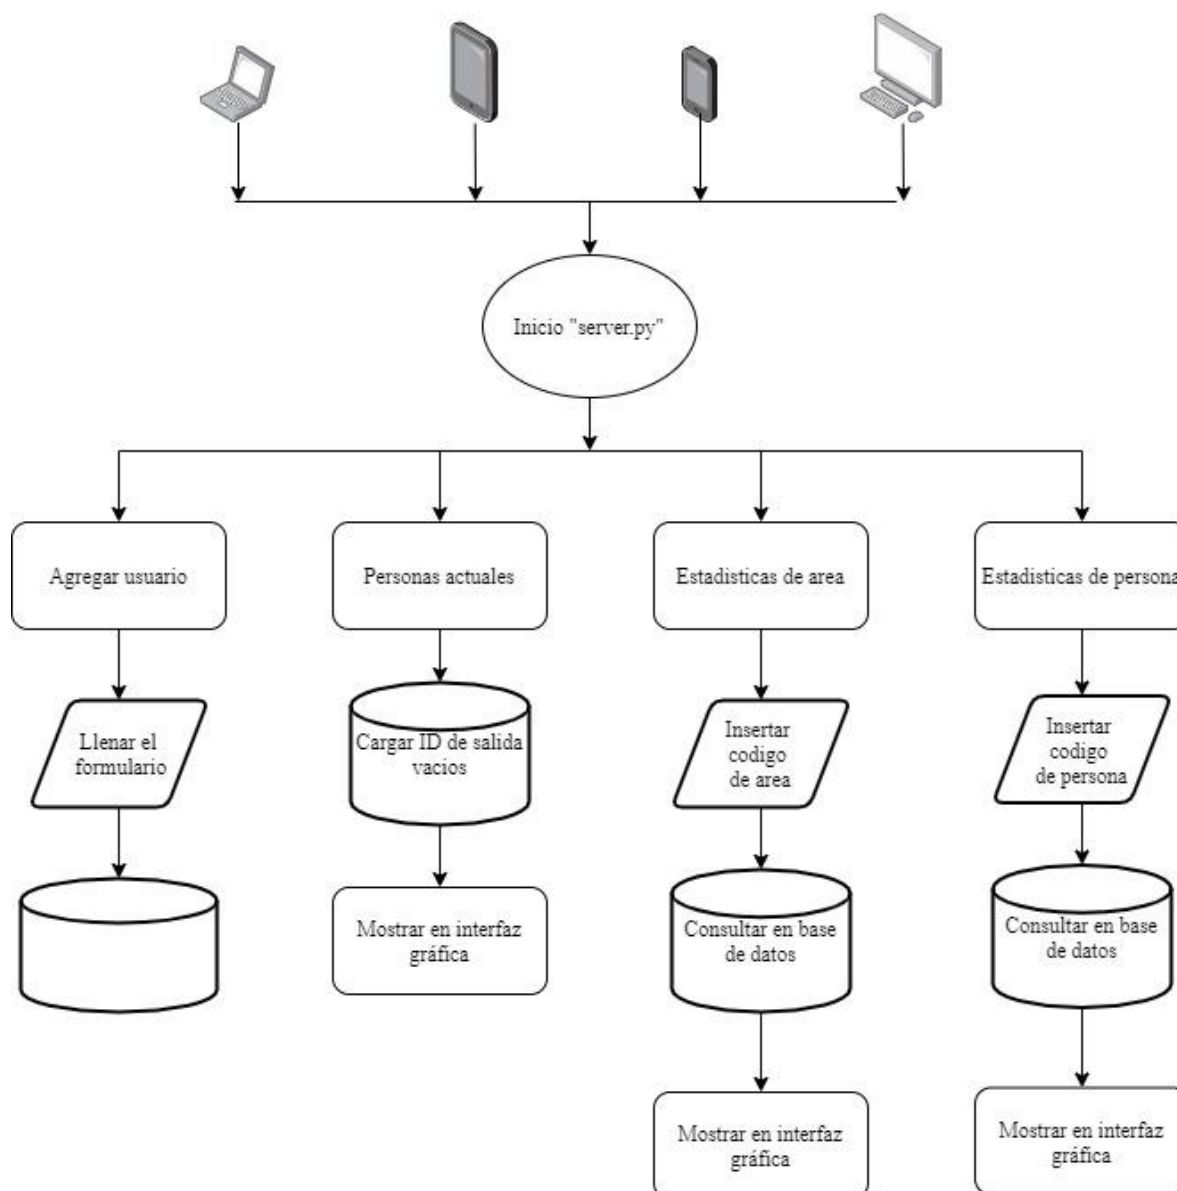 Inicio "server.py"
Agregar usuario
Personas actuales
Estadisticas de area
Estadisticas de persona
Llenar el
formulario
Cargar ID de salida
vacios
Insertar
codigo
de area
Insertar
codigo
de persona
Mostrar en interfaz
gráfica
Consultar en base
de datos
Consultar en base
de datos
Mostrar en interfaz
gráfica
Mostrar en interfaz
gráfica